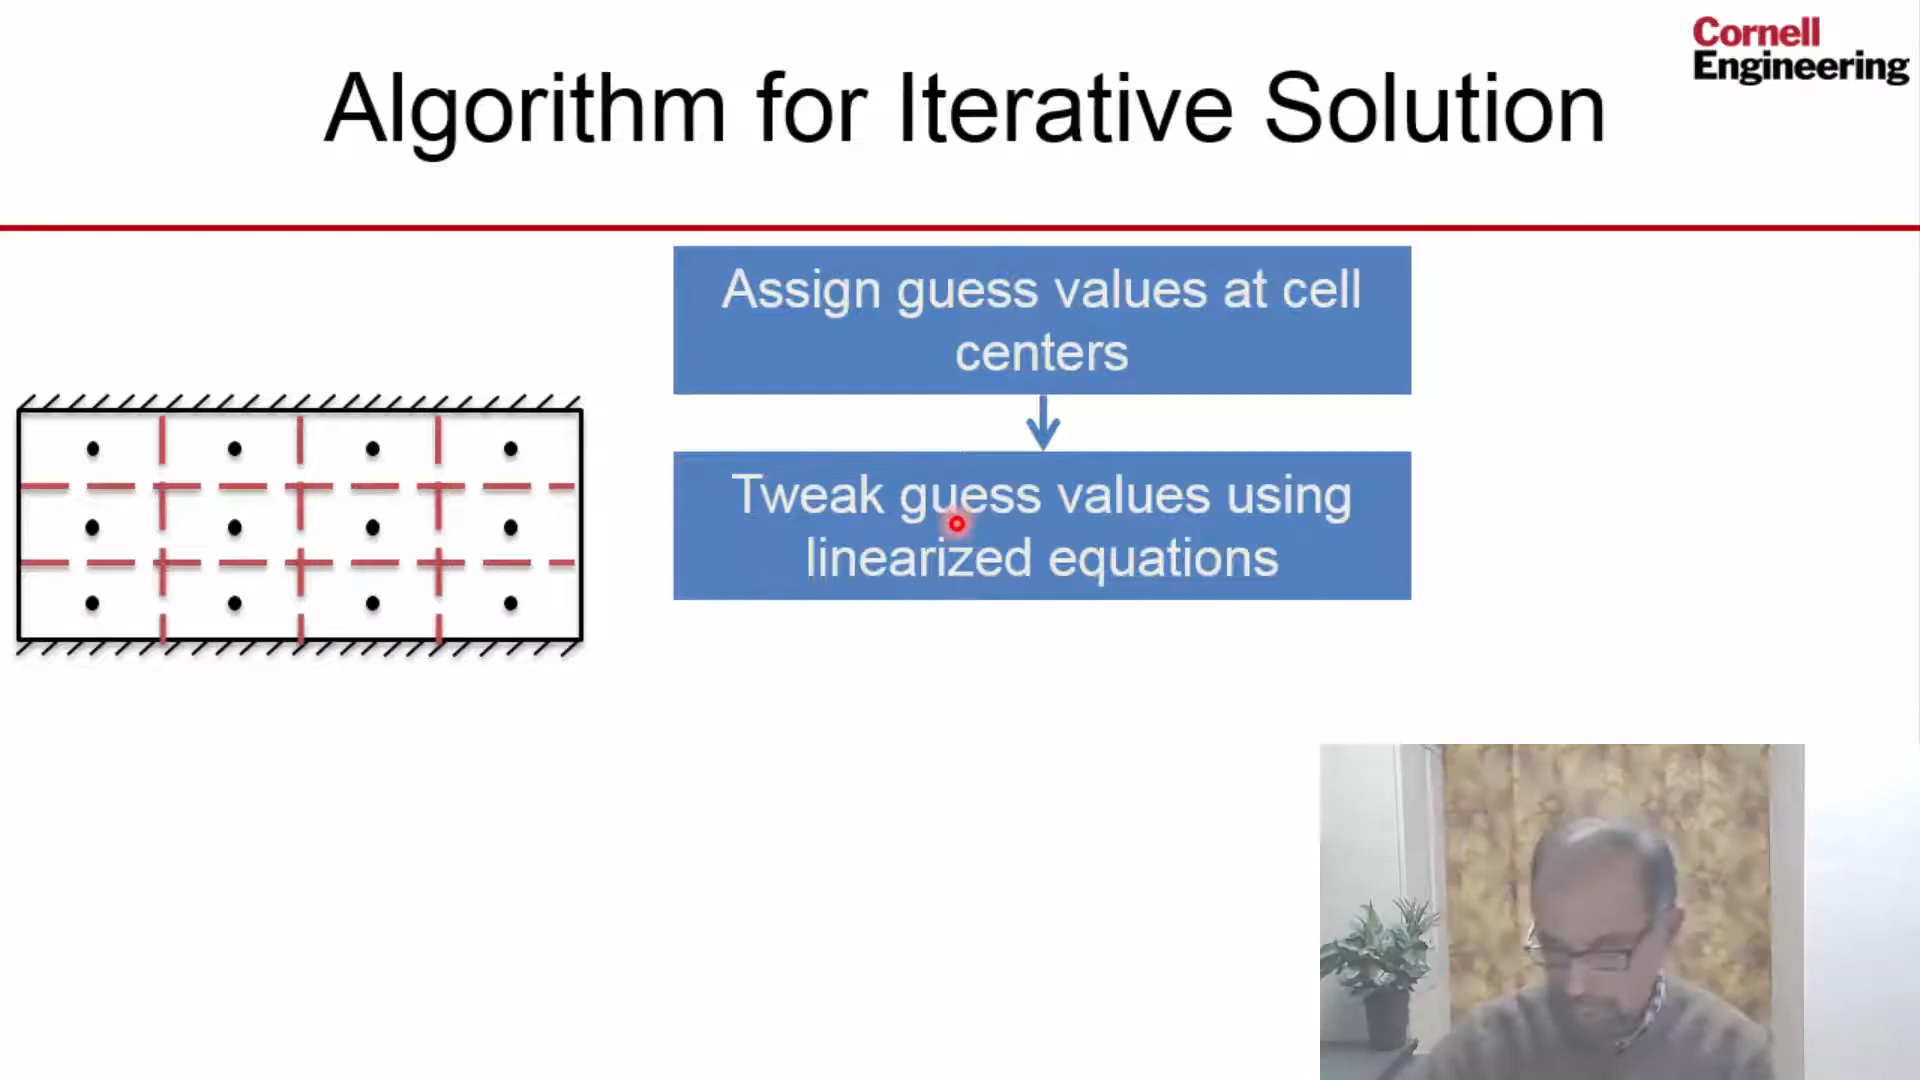 Cornell
Engineering
Algorithm for Iterative Solution
Assign guess values at cell
centers
Tweak guess values using
linearized equations